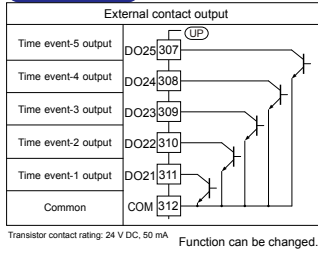 External contact output
UP
Time event-5 output DO25 307
Time event-4 output DO24 308
Time event-3 output DO23 309
Time event-2 output DO22 310
Time event-1 output DO21 311
Common COM 312
Transistor contact rating: 24 V DC, 50 mA
Function can be changed.